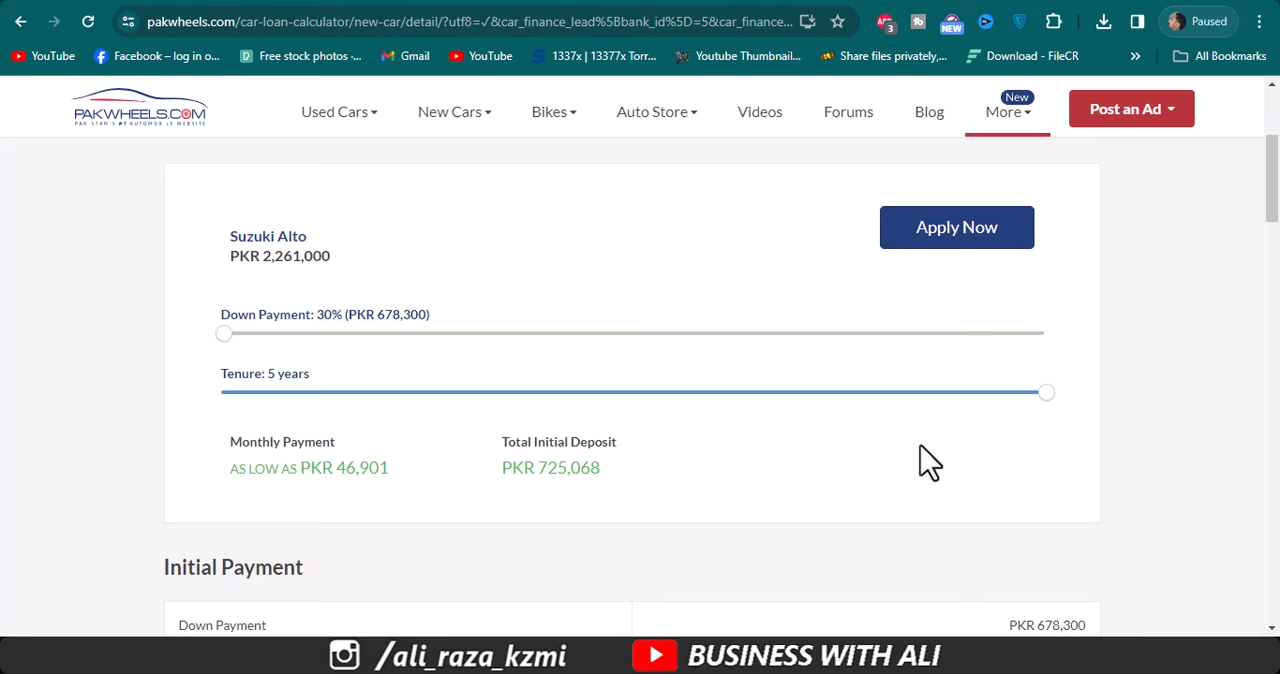 pakwheels.com/car-loan-calculator/new-car/detail/?utf8=✓&car_finance_lead%5Bbank_id%5D=5&car_finance...
3
NEW
Paused
YouTube
Facebook – log in o...
Free stock photos ·...
Gmail
YouTube
1337x | 13377x Torr...
Youtube Thumbnail...
Share files privately,...
Download - FileCR
»
All Bookmarks
PAKWHEELS.COM
Used Cars
New Cars
Bikes
Auto Store
Videos
Forums
Blog
New
More
Post an Ad
Suzuki Alto
PKR 2,261,000
Apply Now
Down Payment: 30% (PKR 678,300)
Tenure: 5 years
Monthly Payment
Total Initial Deposit
AS LOW AS PKR 46,901
PKR 725,068
Initial Payment
Down Payment
PKR 678,300
/ali_raza_kzmi
BUSINESS WITH ALI